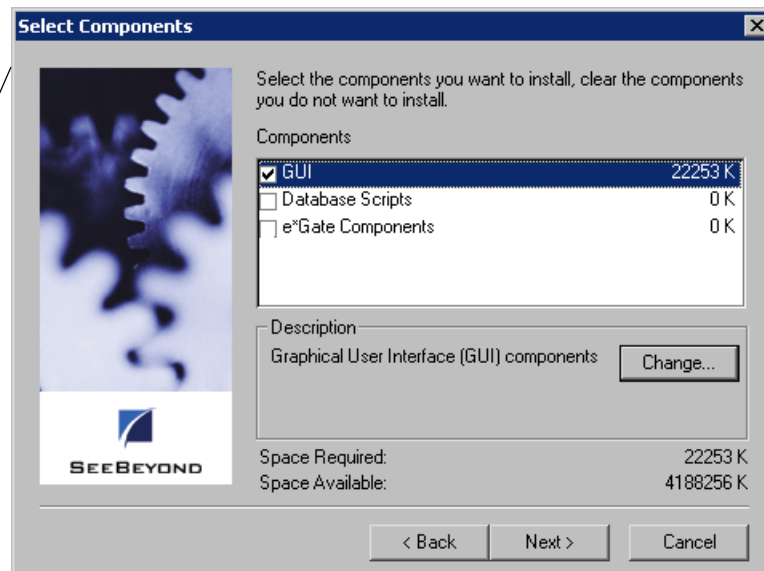 Select Components
Select the components you want to install, clear the components
you do not want to install.
Components
GUI 22253 K
Database Scripts 0 K
e*Gate Components 0 K
Description
Graphical User Interface (GUI) components
Change...
SEEBEYOND
Space Required: 22253 K
Space Available: 4188256 K
< Back
Next >
Cancel